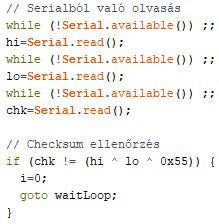 // Serialból való olvasás
while (!Serial.available()) ;;
hi=Serial.read();
while (!Serial.available()) ;;
lo=Serial.read();
while (!Serial.available()) ;;
chk=Serial.read();
// Checksum ellenőrzés
if (chk != (hi ^ lo ^ 0x55)) {
i=0;
goto waitLoop;
}